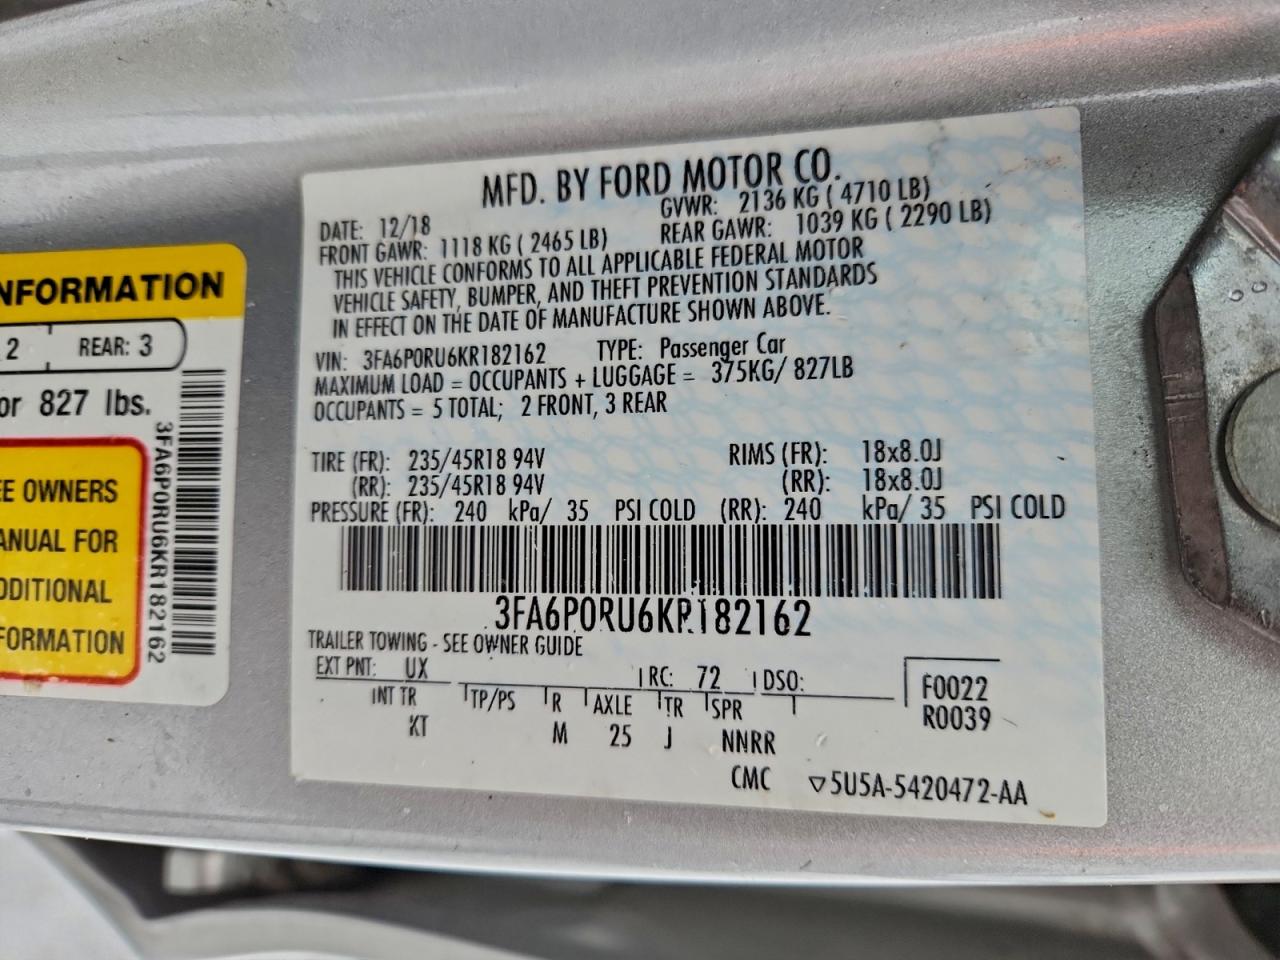 NFORMATION
2 REAR: 3
or 827 lbs.
EE OWNERS
ANUAL FOR
DDITIONAL
FORMATION
3FA6P0RU6KR182162
MFD. BY FORD MOTOR CO.
DATE: 12/18 GVWR: 2136 KG ( 4710 LB)
FRONT GAWR: 1118 KG ( 2465 LB) REAR GAWR: 1039 KG ( 2290 LB)
THIS VEHICLE CONFORMS TO ALL APPLICABLE FEDERAL MOTOR
VEHICLE SAFETY, BUMPER, AND THEFT PREVENTION STANDARDS
IN EFFECT ON THE DATE OF MANUFACTURE SHOWN ABOVE.
VIN: 3FA6P0RU6KR182162 TYPE: Passenger Car
MAXIMUM LOAD = OCCUPANTS + LUGGAGE = 375KG/ 827LB
OCCUPANTS = 5 TOTAL; 2 FRONT, 3 REAR
TIRE (FR): 235/45R18 94V RIMS (FR): 18x8.0J
(RR): 235/45R18 94V (RR): 18x8.0J
PRESSURE (FR): 240 kPa/ 35 PSI COLD (RR): 240 kPa/ 35 PSI COLD
3FA6P0RU6KR182162
TRAILER TOWING - SEE OWNER GUIDE
EXT PNT: UX RC: 72 DSO:
F0022
R0039
INT TR TP/PS R AXLE TR SPR
KT M 25 J NNRR
CMC ▽5U5A-5420472-AA